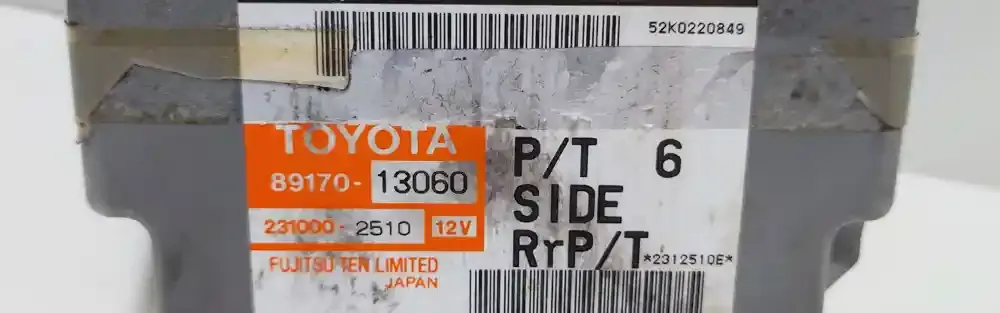 52K0220849
TOYOTA
89170- 13060
231000- 2510 12V
FUJITSU TEN LIMITED
JAPAN
P/T 6
SIDE
RrP/T *2312510E*